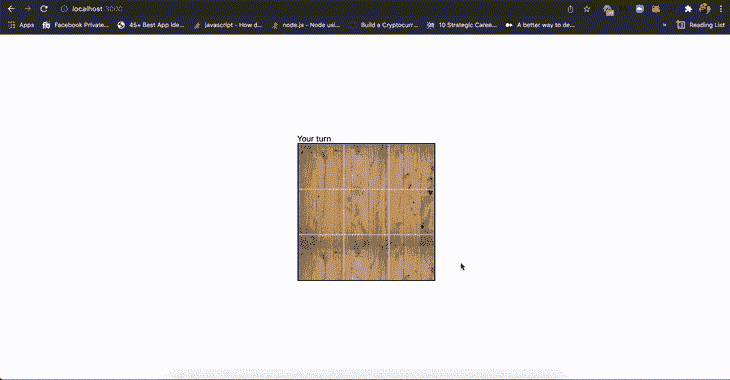 localhost:3000
Apps Facebook Private... 45+ Best App Ide... javascript - How d... node.js - Node usi... Build a Cryptocurr... 10 Strategic Caree... A better way to de... » Reading List
Your turn